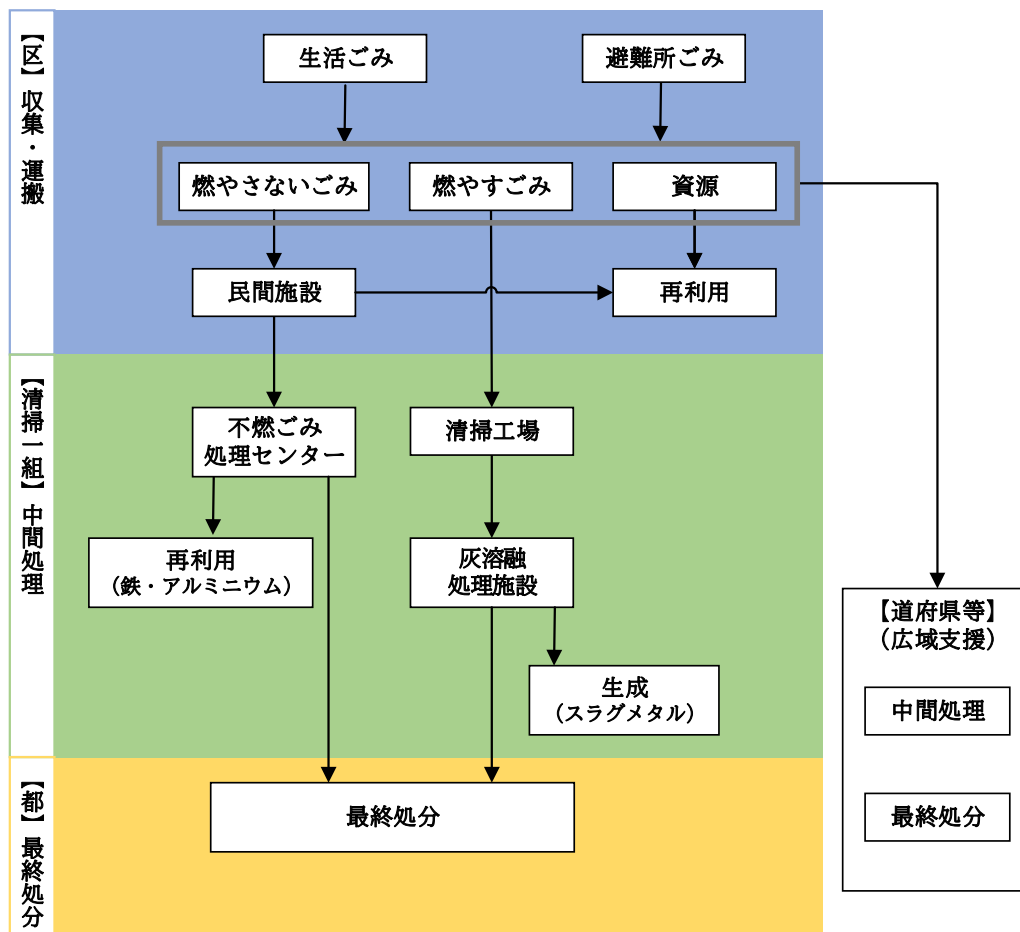 【区】収集・運搬
生活ごみ
避難所ごみ
燃やさないごみ
燃やすごみ
資源
民間施設
再利用
【清掃一組】中間処理
不燃ごみ
処理センター
清掃工場
再利用
（鉄・アルミニウム）
灰溶融
処理施設
生成
（スラグメタル）
【道府県等】
（広域支援）
中間処理
最終処分
【都】最終処分
最終処分